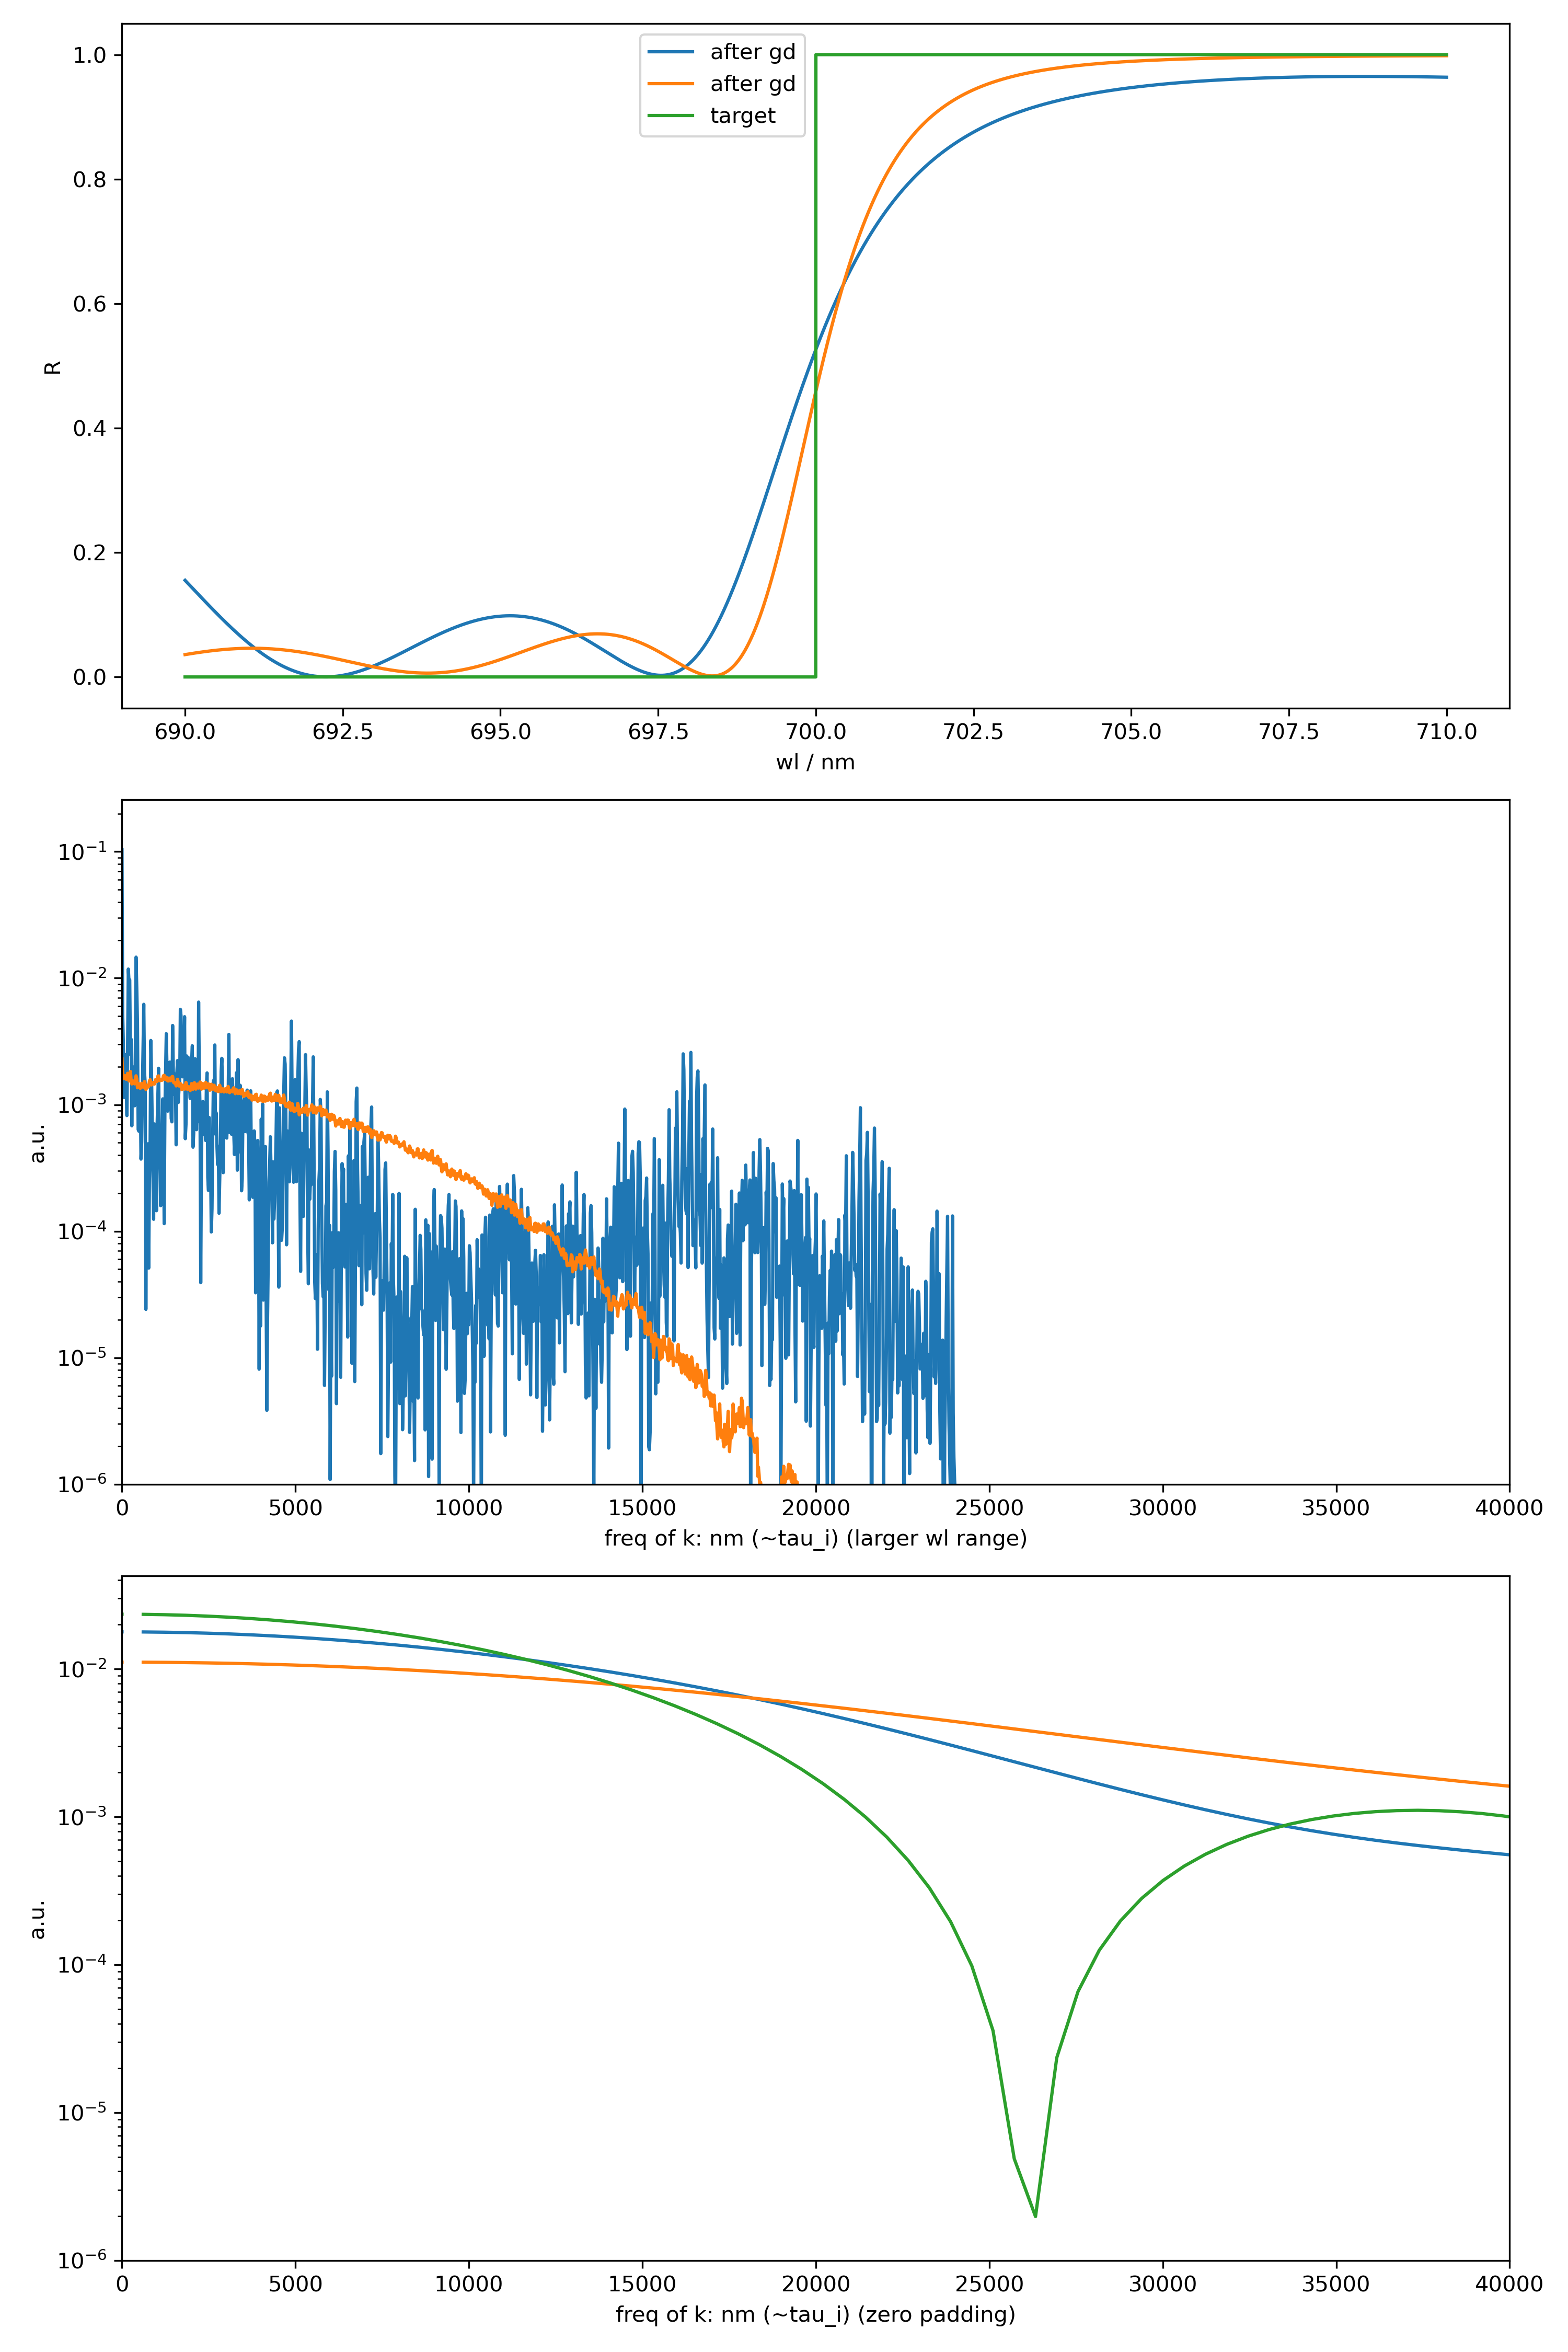 after gd
after gd
target
1.0
0.8
0.6
0.4
0.2
0.0
R
690.0 692.5 695.0 697.5 700.0 702.5 705.0 707.5 710.0
wl / nm
10⁻¹
10⁻²
10⁻³
10⁻⁴
10⁻⁵
10⁻⁶
a.u.
0 5000 10000 15000 20000 25000 30000 35000 40000
freq of k: nm (~tau_i) (larger wl range)
10⁻²
10⁻³
10⁻⁴
10⁻⁵
10⁻⁶
a.u.
0 5000 10000 15000 20000 25000 30000 35000 40000
freq of k: nm (~tau_i) (zero padding)